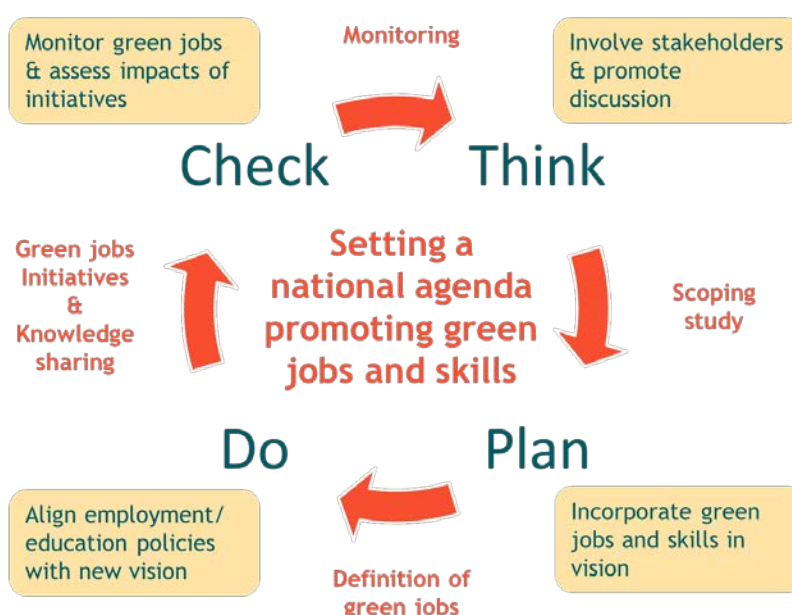 Monitor green jobs
& assess impacts of
initiatives
Monitoring
Involve stakeholders
& promote
discussion
Check
Think
Green jobs
Initiatives
&
Knowledge
sharing
Setting a
national agenda
promoting green
jobs and skills
Scoping
study
Do
Plan
Align employment/
education policies
with new vision
Definition of
green jobs
Incorporate green
jobs and skills in
vision